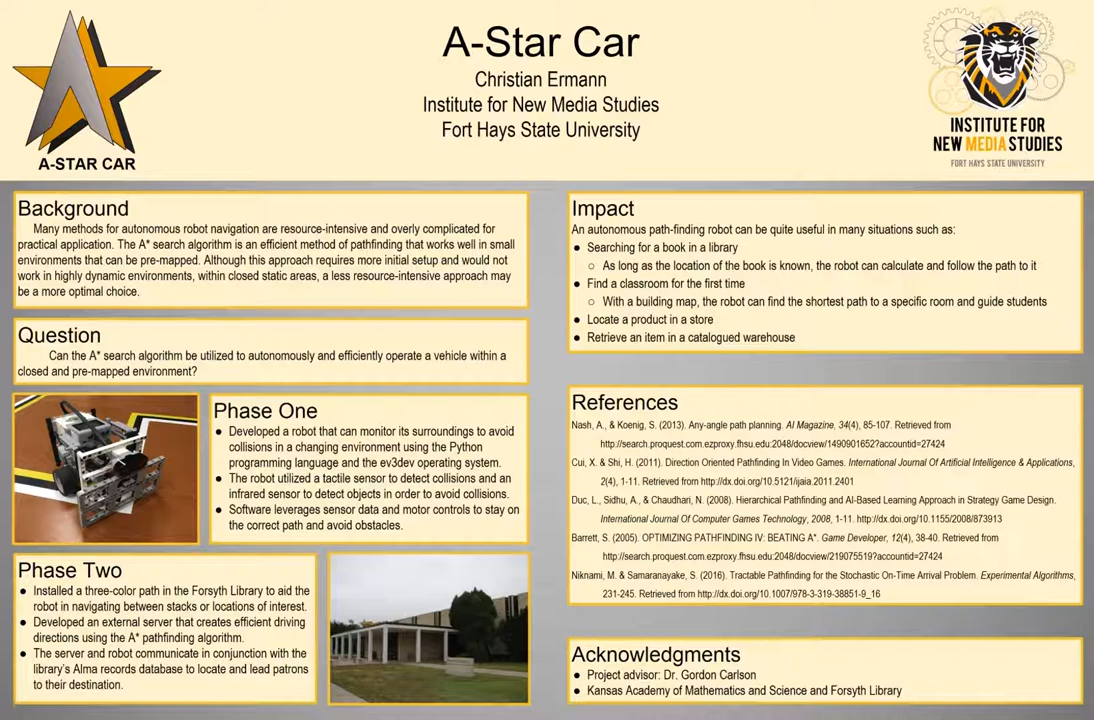 A-STAR CAR
A-Star Car
Christian Ermann
Institute for New Media Studies
Fort Hays State University
INSTITUTE FOR
NEW MEDIA STUDIES
FORT HAYS STATE UNIVERSITY
Background
Many methods for autonomous robot navigation are resource-intensive and overly complicated for
practical application. The A* search algorithm is an efficient method of pathfinding that works well in small
environments that can be pre-mapped. Although this approach requires more initial setup and would not
work in highly dynamic environments, within closed static areas, a less resource-intensive approach may
be a more optimal choice.
Question
Can the A* search algorithm be utilized to autonomously and efficiently operate a vehicle within a
closed and pre-mapped environment?
Phase One
● Developed a robot that can monitor its surroundings to avoid
collisions in a changing environment using the Python
programming language and the ev3dev operating system.
● The robot utilized a tactile sensor to detect collisions and an
infrared sensor to detect objects in order to avoid collisions.
● Software leverages sensor data and motor controls to stay on
the correct path and avoid obstacles.
Phase Two
● Installed a three-color path in the Forsyth Library to aid the
robot in navigating between stacks or locations of interest.
● Developed an external server that creates efficient driving
directions using the A* pathfinding algorithm.
● The server and robot communicate in conjunction with the
library's Alma records database to locate and lead patrons
to their destination.
Impact
An autonomous path-finding robot can be quite useful in many situations such as:
● Searching for a book in a library
○ As long as the location of the book is known, the robot can calculate and follow the path to it
● Find a classroom for the first time
○ With a building map, the robot can find the shortest path to a specific room and guide students
● Locate a product in a store
● Retrieve an item in a catalogued warehouse
References
Nash, A., & Koenig, S. (2013). Any-angle path planning. AI Magazine, 34(4), 85-107. Retrieved from
http://search.proquest.com.ezproxy.fhsu.edu:2048/docview/1490901652?accountid=27424
Cui, X. & Shi, H. (2011). Direction Oriented Pathfinding In Video Games. International Journal Of Artificial Intelligence & Applications,
2(4), 1-11. Retrieved from http://dx.doi.org/10.5121/ijaia.2011.2401
Duc, L., Sidhu, A., & Chaudhari, N. (2008). Hierarchical Pathfinding and AI-Based Learning Approach in Strategy Game Design.
International Journal Of Computer Games Technology, 2008, 1-11. http://dx.doi.org/10.1155/2008/873913
Barrett, S. (2005). OPTIMIZING PATHFINDING IV: BEATING A*. Game Developer, 12(4), 38-40. Retrieved from
http://search.proquest.com.ezproxy.fhsu.edu:2048/docview/219075519?accountid=27424
Niknami, M. & Samaranayake, S. (2016). Tractable Pathfinding for the Stochastic On-Time Arrival Problem. Experimental Algorithms,
231-245. Retrieved from http://dx.doi.org/10.1007/978-3-319-38851-9_16
Acknowledgments
● Project advisor: Dr. Gordon Carlson
● Kansas Academy of Mathematics and Science and Forsyth Library